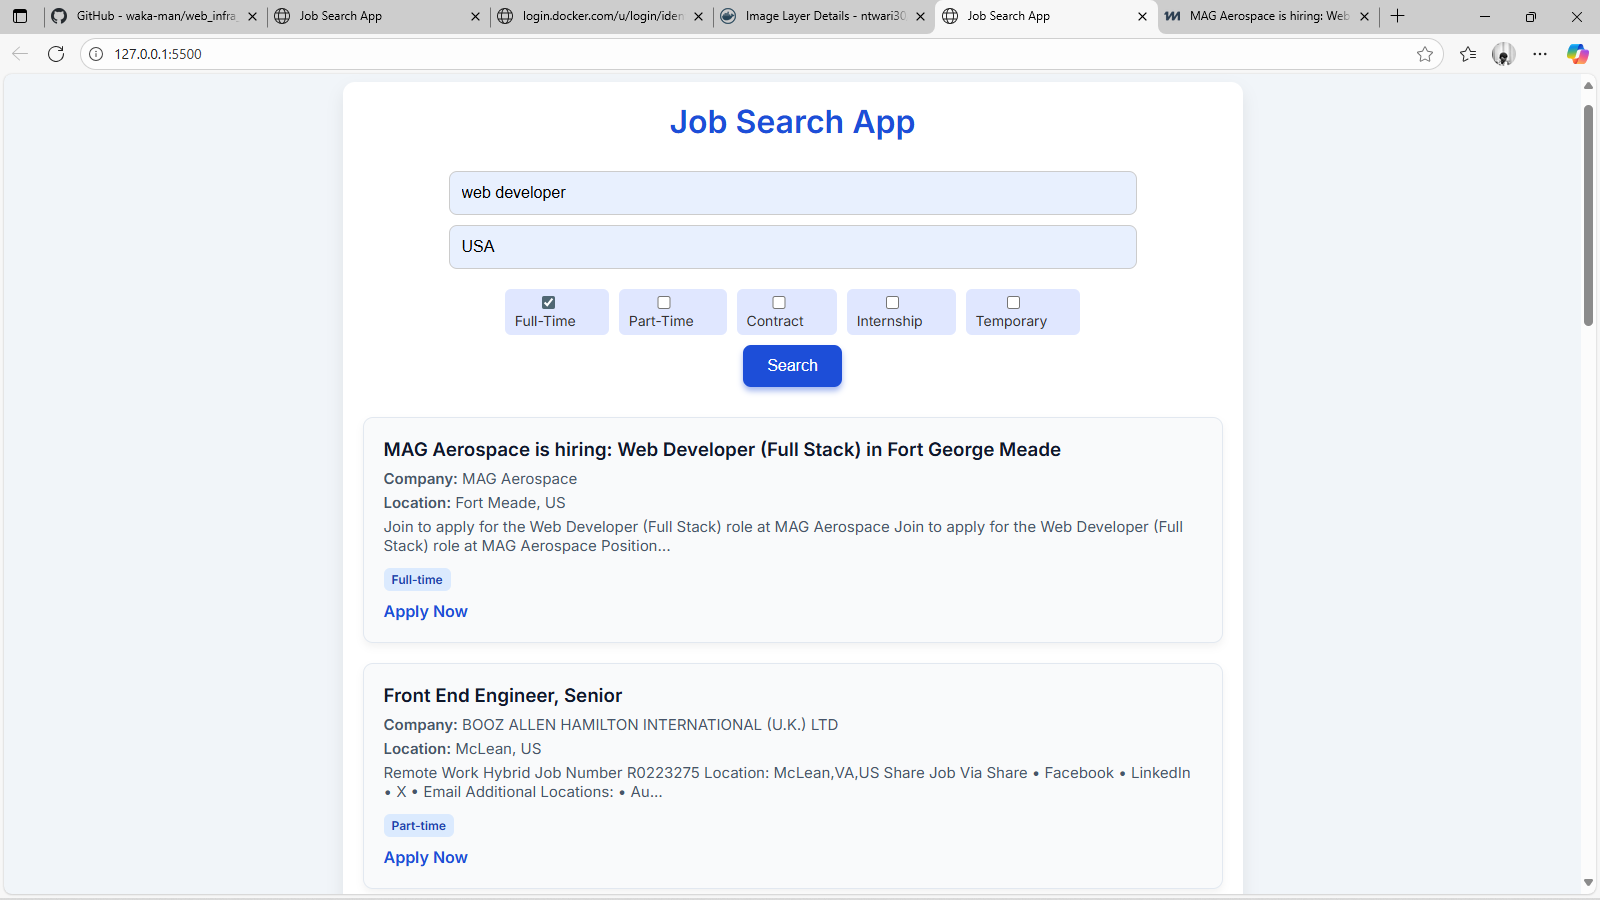 GitHub - waka-man/web_infra_
Job Search App
login.docker.com/u/login/iden
Image Layer Details - ntwari30
Job Search App
MAG Aerospace is hiring: Web
127.0.0.1:5500
Job Search App
web developer
USA
Full-Time
Part-Time
Contract
Internship
Temporary
Search
MAG Aerospace is hiring: Web Developer (Full Stack) in Fort George Meade
Company: MAG Aerospace
Location: Fort Meade, US
Join to apply for the Web Developer (Full Stack) role at MAG Aerospace Join to apply for the Web Developer (Full
Stack) role at MAG Aerospace Position...
Full-time
Apply Now
Front End Engineer, Senior
Company: BOOZ ALLEN HAMILTON INTERNATIONAL (U.K.) LTD
Location: McLean, US
Remote Work Hybrid Job Number R0223275 Location: McLean,VA,US Share Job Via Share • Facebook • LinkedIn
• X • Email Additional Locations: • Au...
Part-time
Apply Now